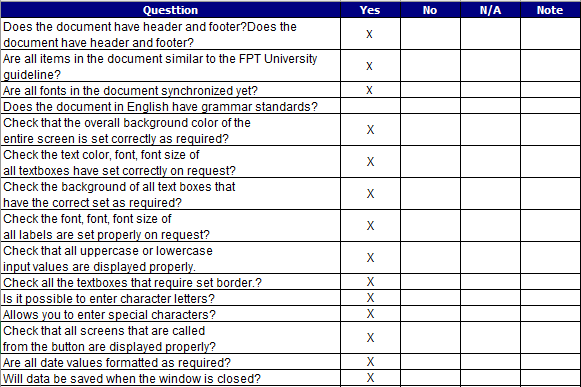 Questtion Yes No N/A Note
Does the document have header and footer?Does the
document have header and footer? X
Are all items in the document similar to the FPT University
guideline? X
Are all fonts in the document synchronized yet? X
Does the document in English have grammar standards?
Check that the overall background color of the
entire screen is set correctly as required? X
Check the text color, font, font size of
all textboxes have set correctly on request? X
Check the background of all text boxes that
have the correct set as required? X
Check the font, font, font size of
all labels are set properly on request? X
Check that all uppercase or lowercase
input values are displayed properly. X
Check all the textboxes that require set border.? X
Is it possible to enter character letters? X
Allows you to enter special characters? X
Check that all screens that are called
from the button are displayed properly? X
Are all date values formatted as required? X
Will data be saved when the window is closed? X